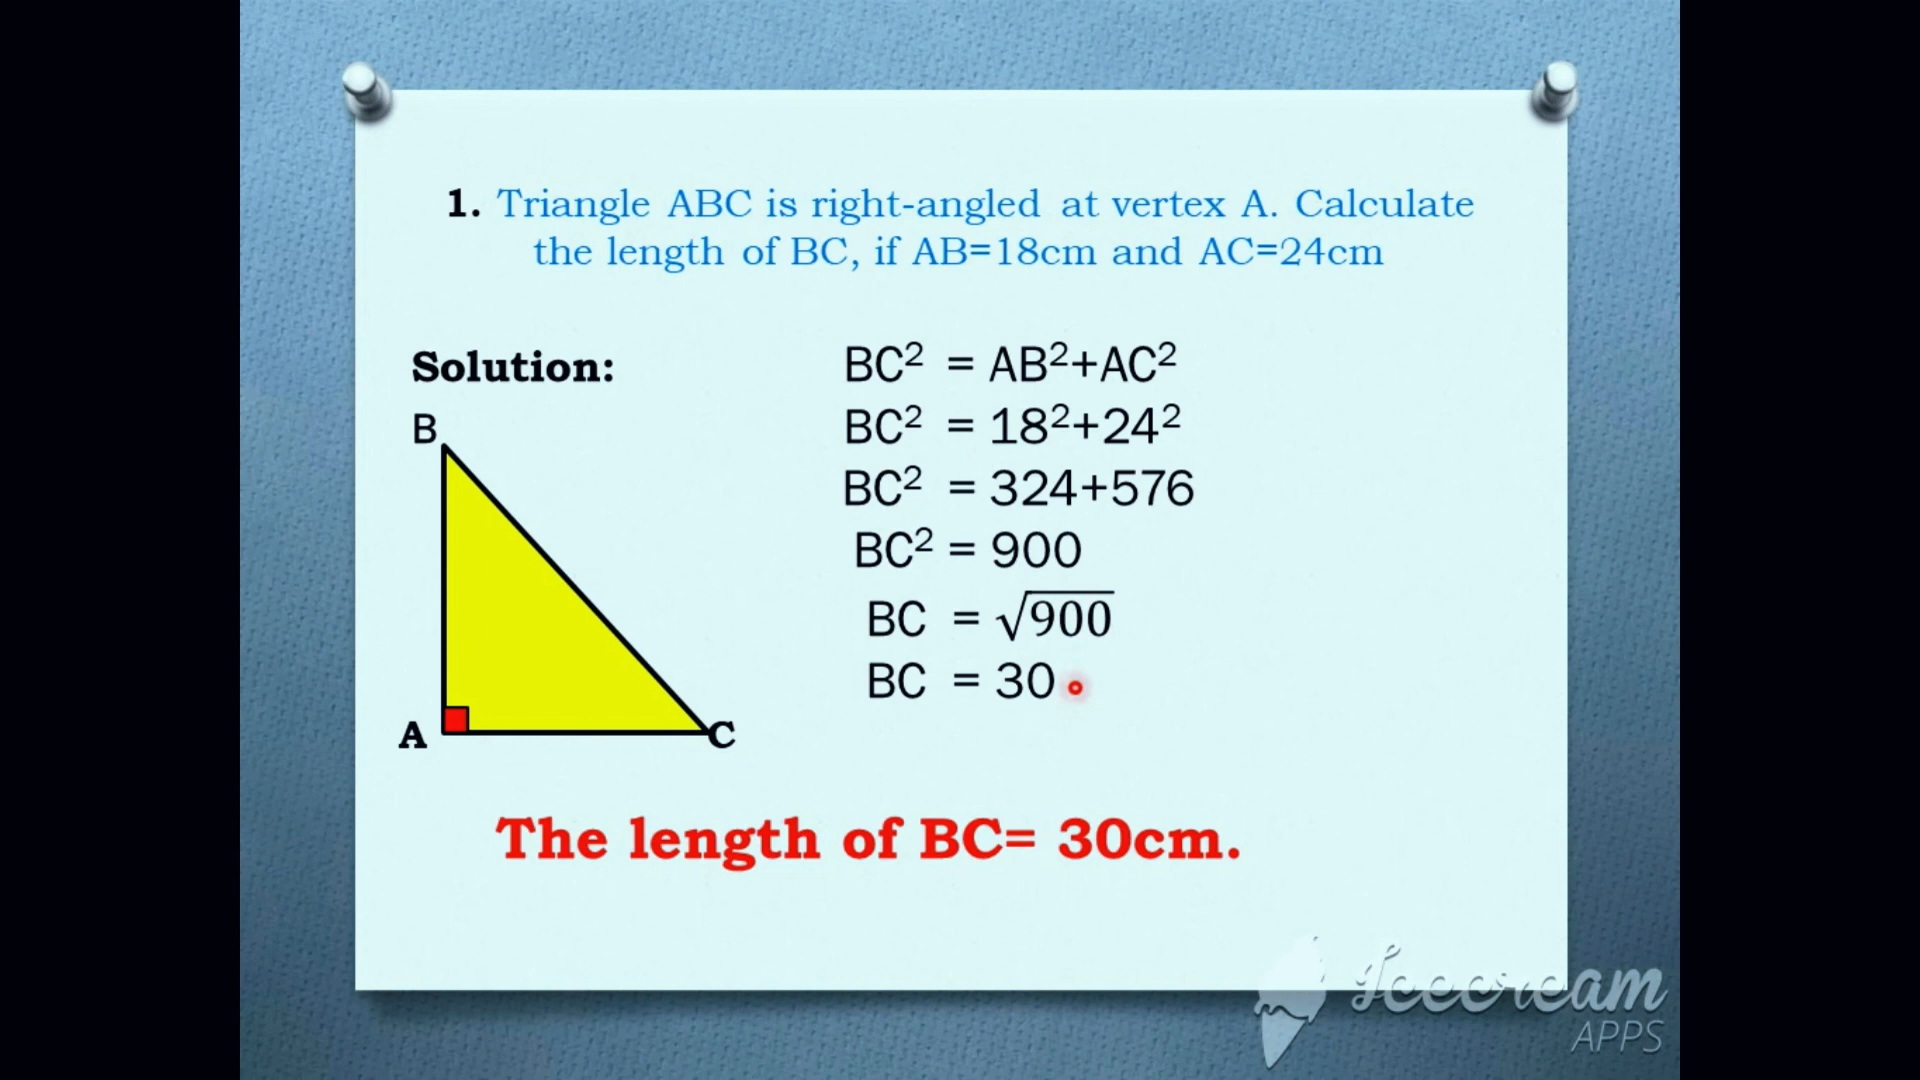 1. Triangle ABC is right-angled at vertex A. Calculate
the length of BC, if AB=18cm and AC=24cm
Solution:
BC² = AB²+AC²
BC² = 18²+24²
BC² = 324+576
BC² = 900
BC = √900
BC = 30
B
A
C
The length of BC= 30cm.
Icecream
APPS